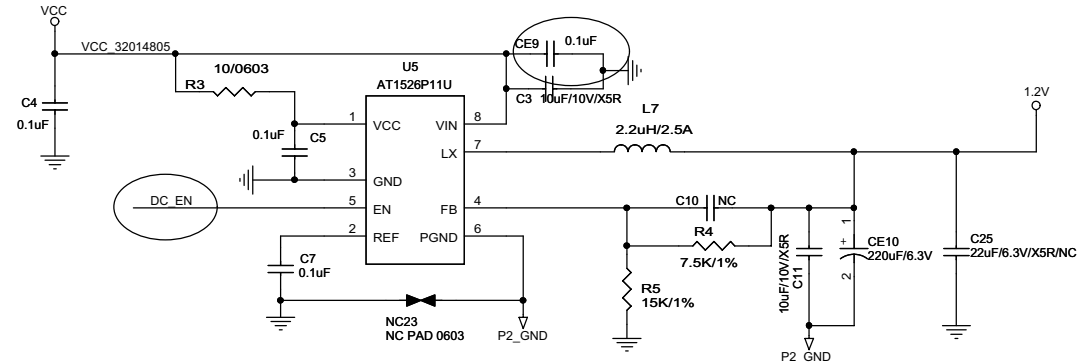 VCC
VCC_32014805
CE9
0.1uF
U5
10/0603
AT1526P11U
R3
C3
10uF/10V/X5R
C4
0.1uF
1.2V
L7
2.2uH/2.5A
1
VCC
VIN
8
0.1uF
C5
LX
7
3
GND
DC_EN
5
EN
FB
4
C10
NC
2
REF
PGND
6
R4
7.5K/1%
1
+
CE10
220uF/6.3V
2
C25
22uF/6.3V/X5R/NC
C7
0.1uF
10uF/10V/X5R
C11
R5
15K/1%
NC23
NC PAD 0603
P2_GND
P2_GND